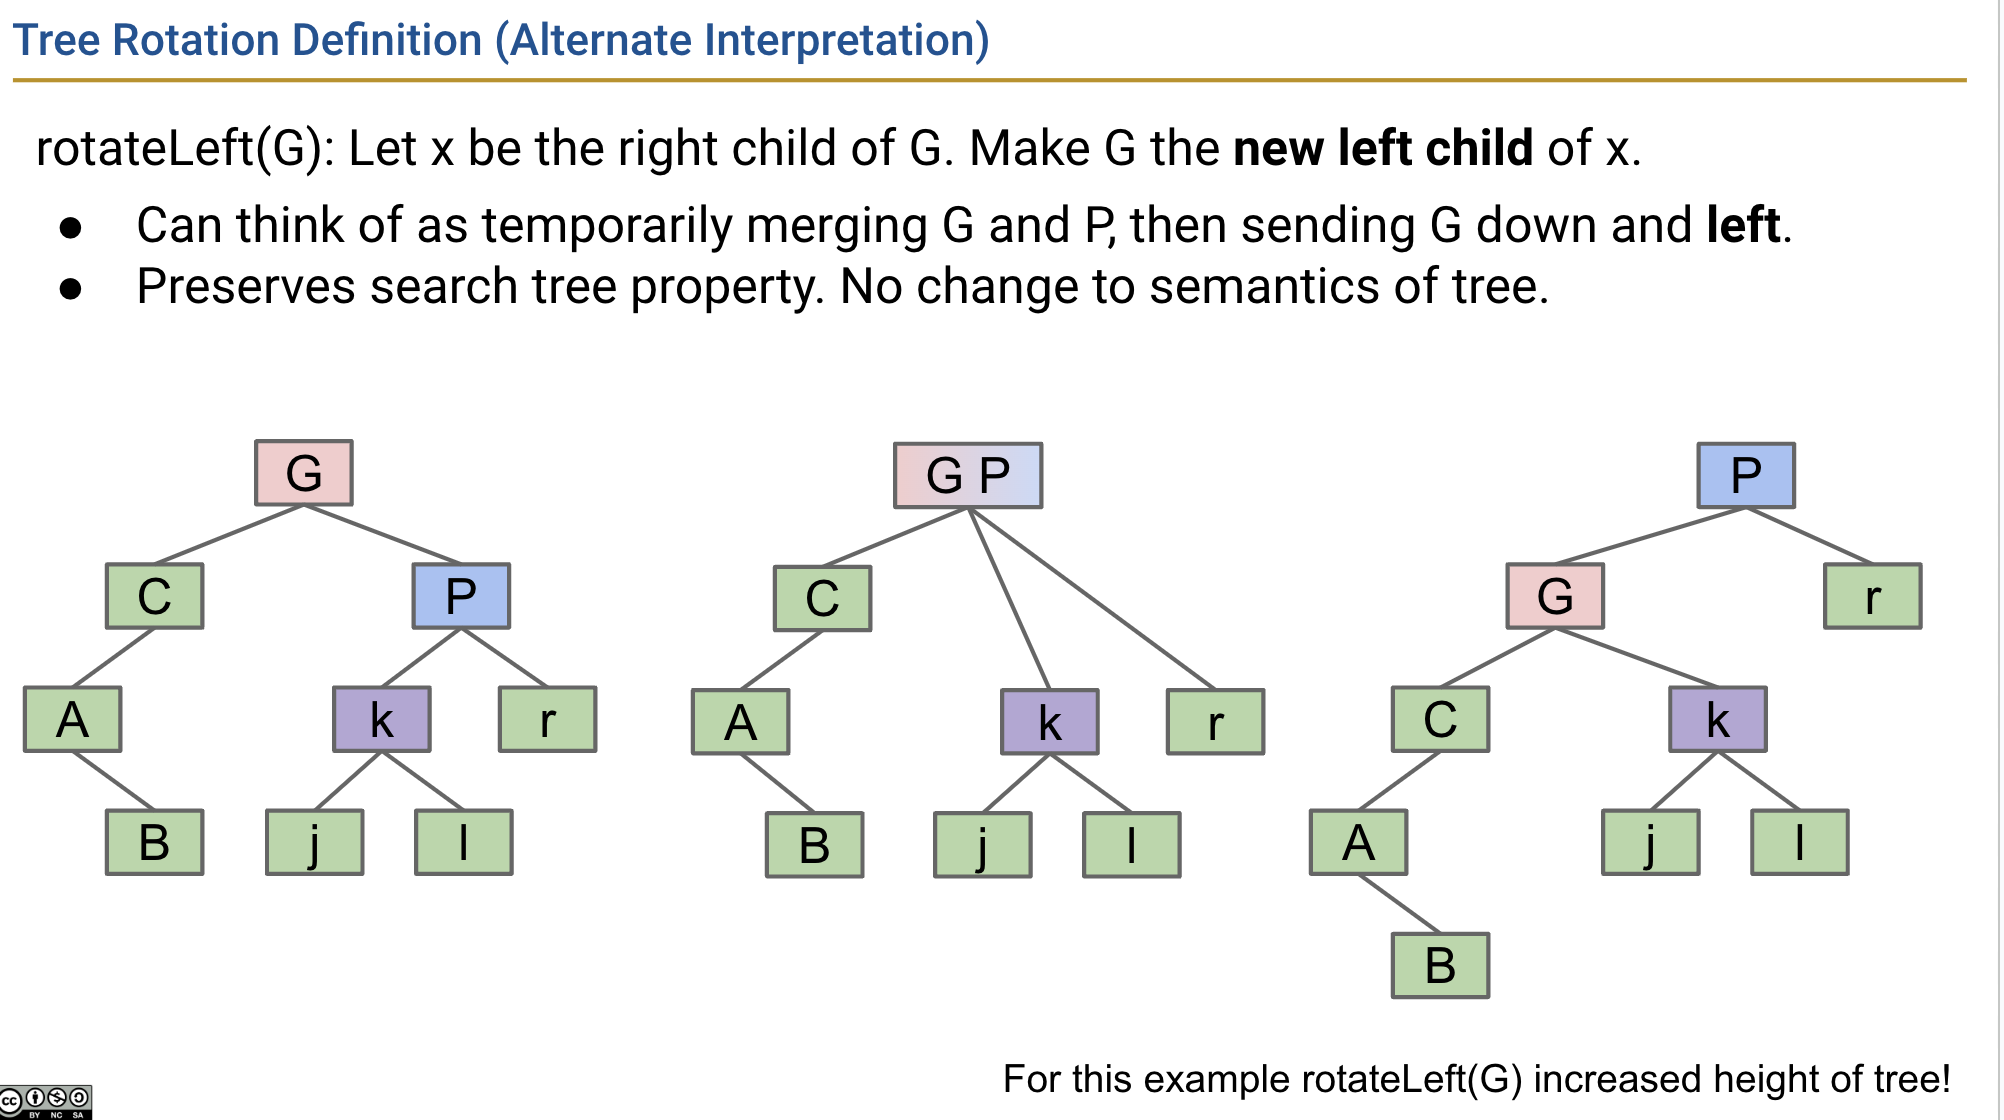 Tree Rotation Definition (Alternate Interpretation)
rotateLeft(G): Let x be the right child of G. Make G the new left child of x.
● Can think of as temporarily merging G and P, then sending G down and left.
● Preserves search tree property. No change to semantics of tree.
G
C P
A k r
B j l
G P
C
A k r
B j l
P
G r
C k
A j l
B
For this example rotateLeft(G) increased height of tree!
cc
BY NC SA